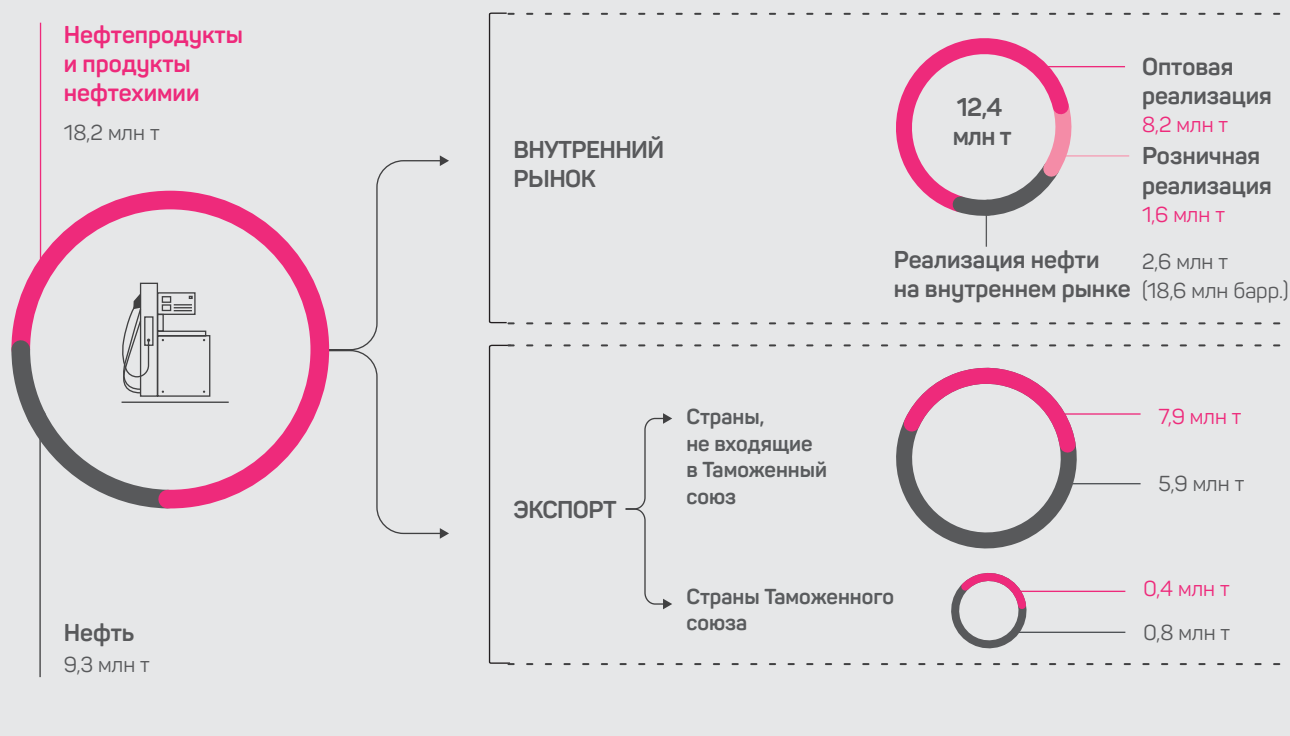 Нефтепродукты
и продукты
нефтехимии
18,2 млн т
Нефть
9,3 млн т
ВНУТРЕННИЙ
РЫНОК
12,4
млн т
Оптовая
реализация
8,2 млн т
Розничная
реализация
1,6 млн т
Реализация нефти
на внутреннем рынке
2,6 млн т
(18,6 млн барр.)
ЭКСПОРТ
Страны,
не входящие
в Таможенный
союз
7,9 млн т
5,9 млн т
Страны Таможенного
союза
0,4 млн т
0,8 млн т